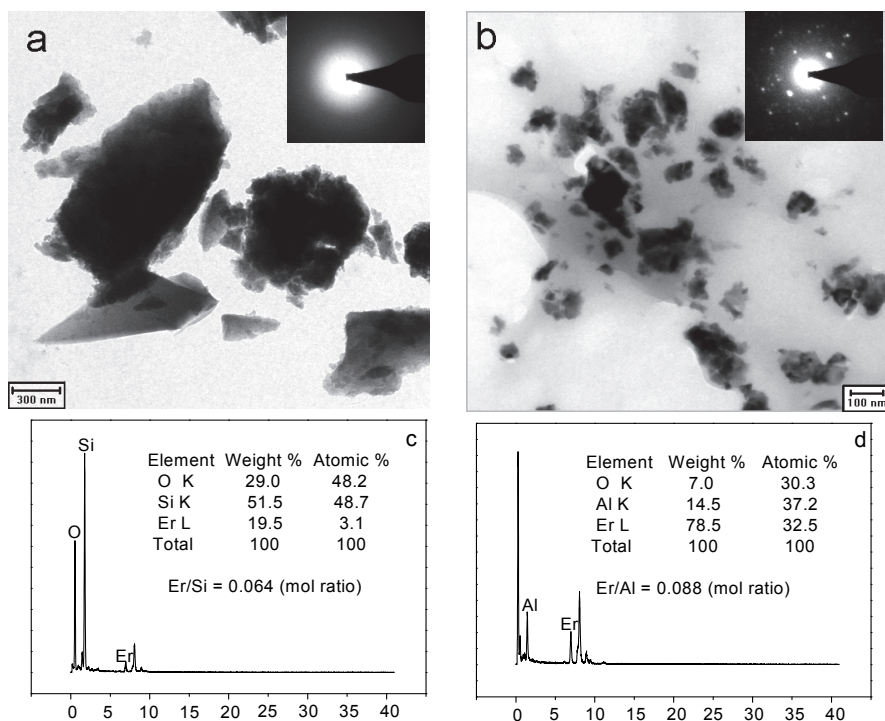 a
b
300 nm
100 nm
c
Si
O
Er
Element Weight % Atomic %
O K 29.0 48.2
Si K 51.5 48.7
Er L 19.5 3.1
Total 100 100
Er/Si = 0.064 (mol ratio)
0 5 10 15 20 25 30 35 40
d
Al
Er
Element Weight % Atomic %
O K 7.0 30.3
Al K 14.5 37.2
Er L 78.5 32.5
Total 100 100
Er/Al = 0.088 (mol ratio)
0 5 10 15 20 25 30 35 40